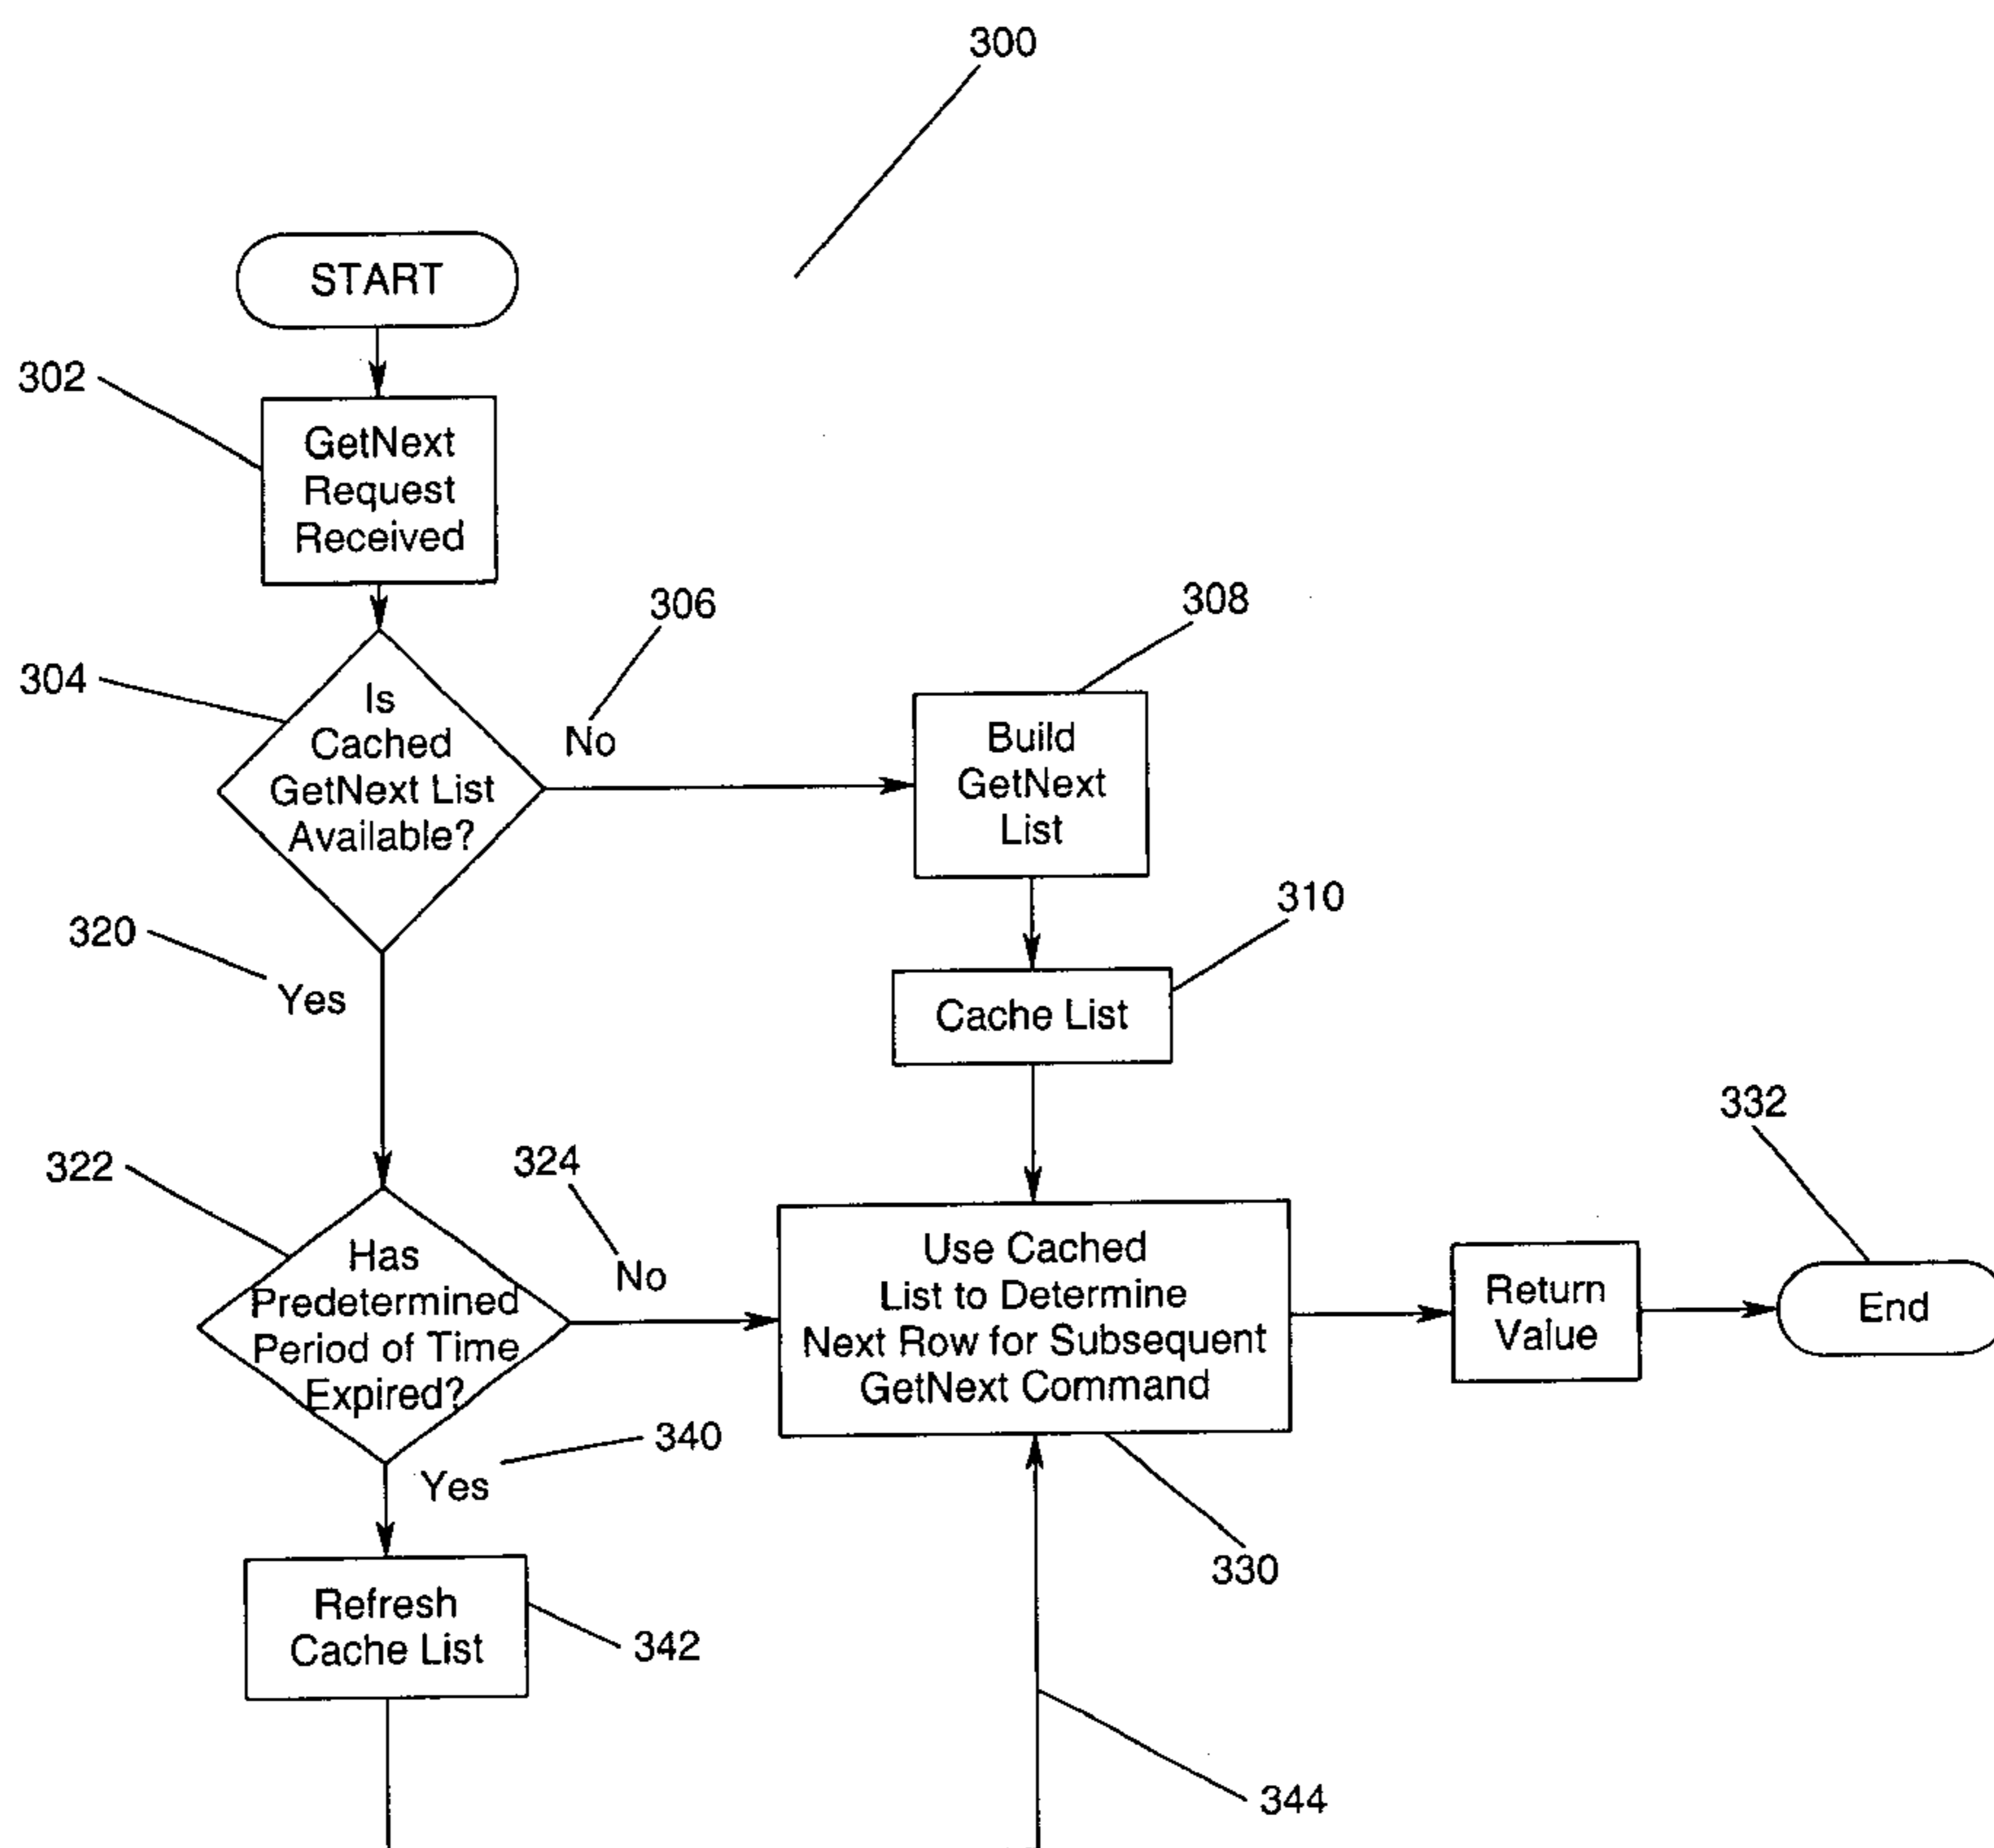 300
START
302
GetNext
Request
Received
306
308
304
Is
Cached
GetNext List
Available?
No
Build
GetNext
List
310
320
Yes
Cache List
332
322
324
Has
Predetermined
Period of Time
Expired?
No
Use Cached
List to Determine
Next Row for Subsequent
GetNext Command
Return
Value
End
340
Yes
330
Refresh
Cache List
342
344